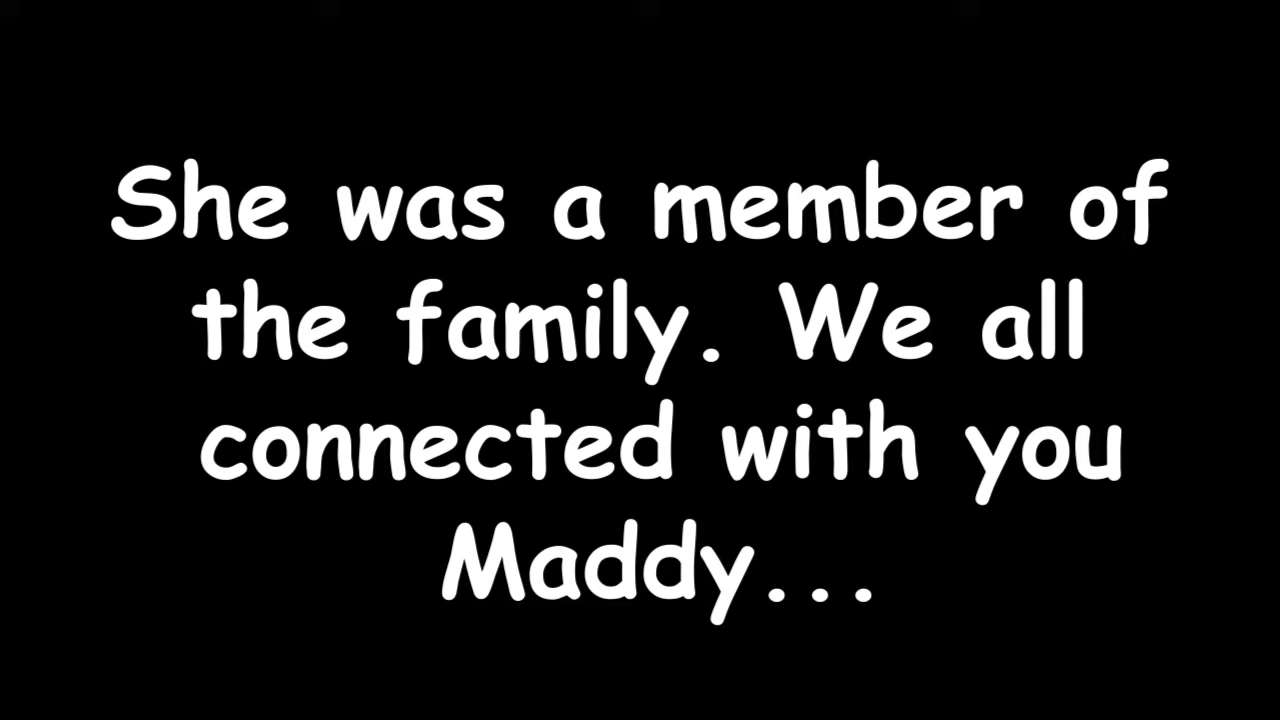 She was a member of
the family. We all
connected with you
Maddy...